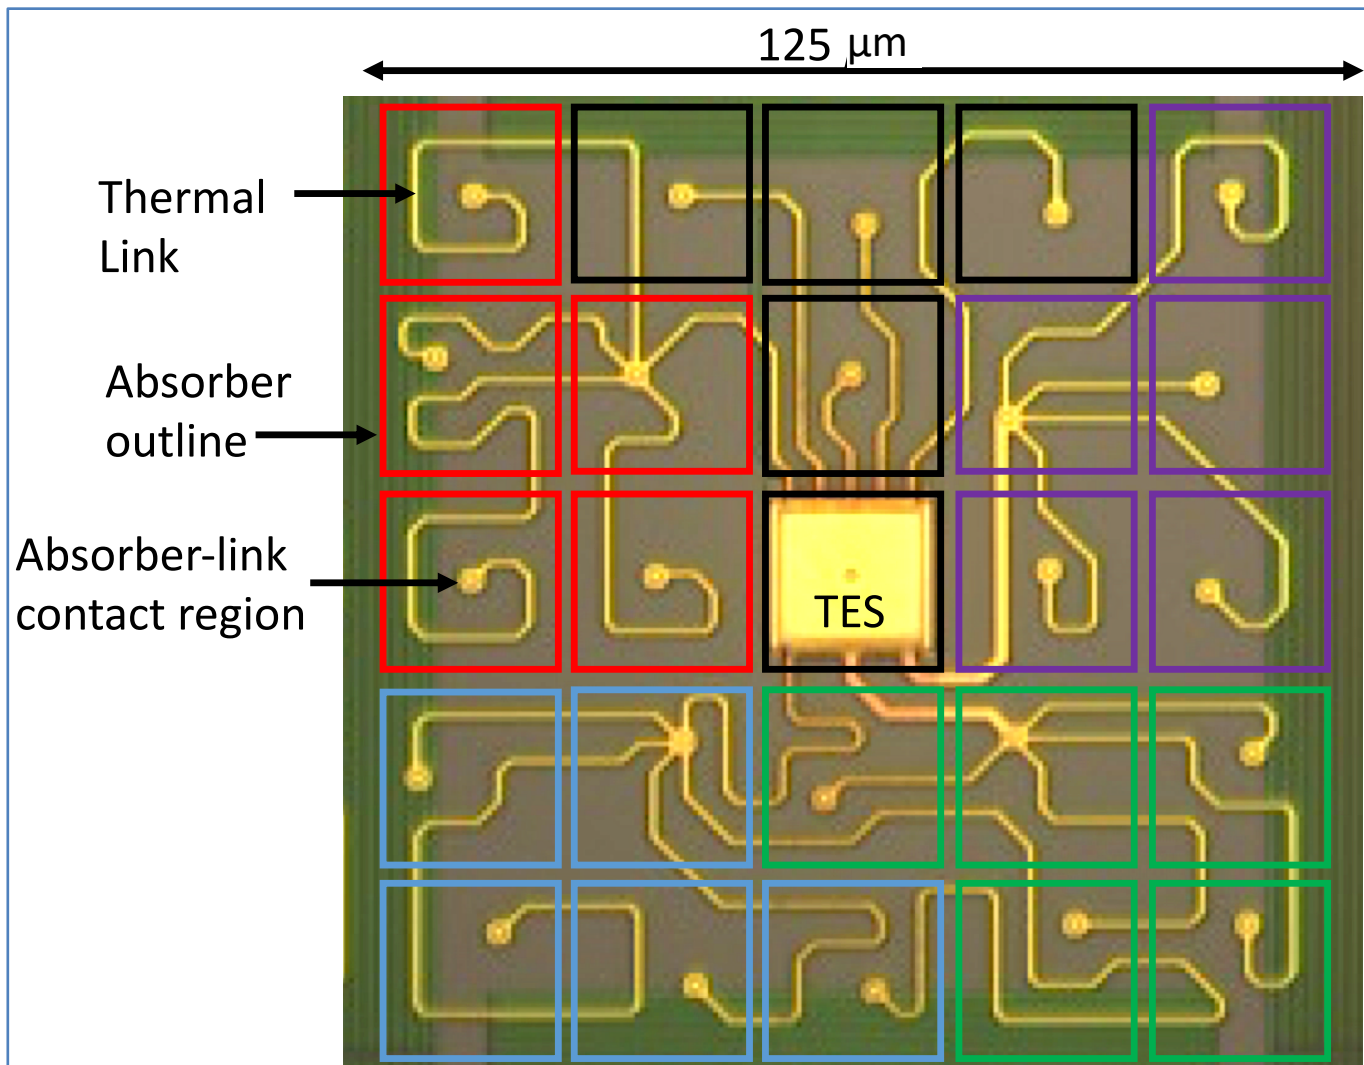 125 µm
Thermal
Link
Absorber
outline
Absorber-link
contact region
TES